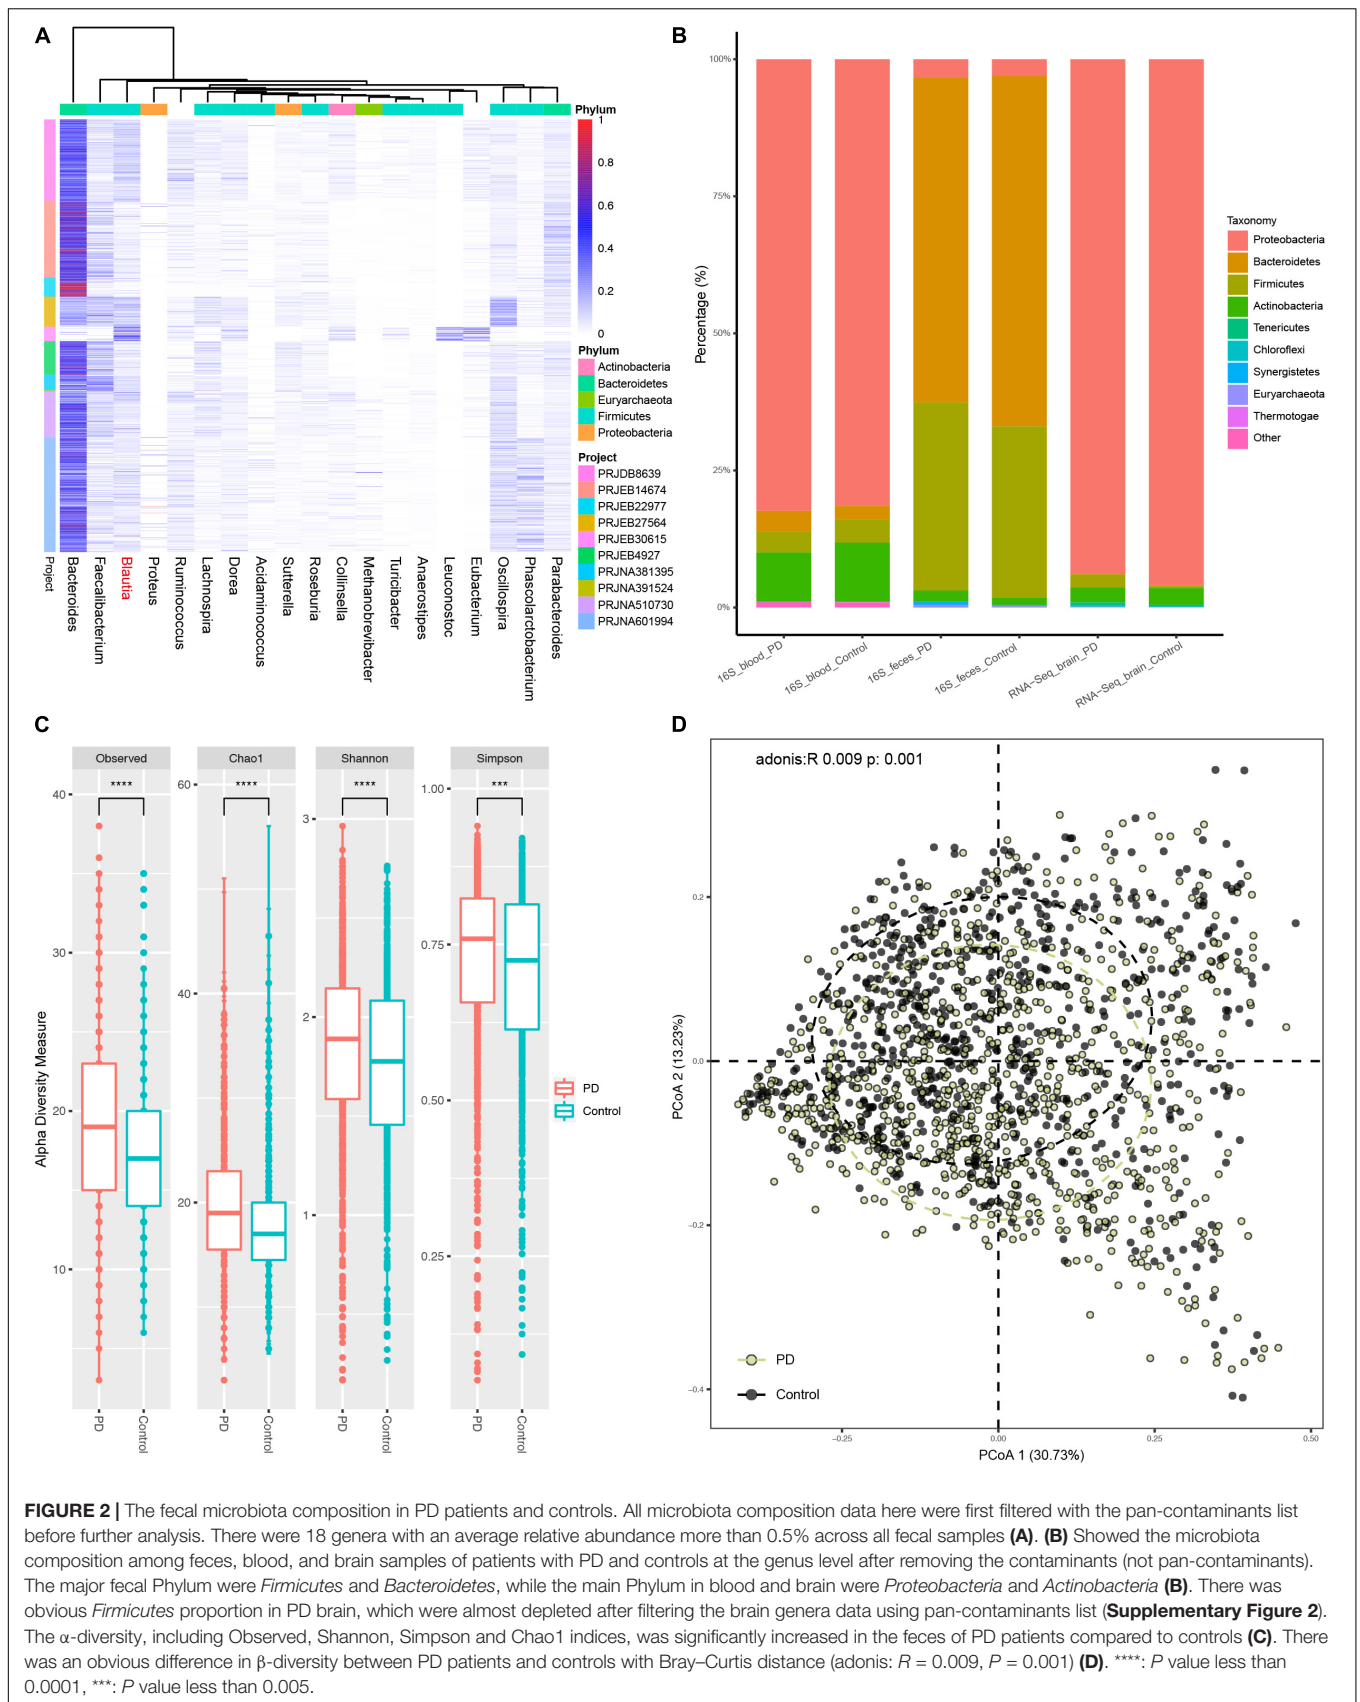 A
Phylum
1
0.8
0.6
0.4
0.2
0
Phylum
Actinobacteria
Bacteroidetes
Euryarchaeota
Firmicutes
Proteobacteria
Project
PRJDB8639
PRJEB14674
PRJEB22977
PRJEB27564
PRJEB30615
PRJEB4927
PRJNA381395
PRJNA391524
PRJNA510730
PRJNA601994
Project
Bacteroides
Faecalibacterium
Blautia
Proteus
Ruminococcus
Lachnospira
Dorea
Acidaminococcus
Sutterella
Roseburia
Collinsella
Methanobrevibacter
Turicibacter
Anaerostipes
Leuconostoc
Eubacterium
Oscillospira
Phascolarctobacterium
Parabacteroides
B
100%
75%
50%
25%
0%
Percentage (%)
16S_blood_PD
16S_blood_Control
16S_feces_PD
16S_feces_Control
RNA-Seq_brain_PD
RNA-Seq_brain_Control
Taxonomy
Proteobacteria
Bacteroidetes
Firmicutes
Actinobacteria
Tenericutes
Chloroflexi
Synergistetes
Euryarchaeota
Thermotogae
Other
C
Alpha Diversity Measure
Observed
****
40
30
20
10
PD
Control
Chao1
****
60
40
20
PD
Control
Shannon
****
3
2
1
PD
Control
Simpson
***
1.00
0.75
0.50
0.25
PD
Control
PD
Control
D
adonis:R 0.009 p: 0.001
PCoA 2 (13.23%)
0.2
0.0
-0.2
-0.4
PD
Control
-0.25
0.00
0.25
0.50
PCoA 1 (30.73%)
FIGURE 2 | The fecal microbiota composition in PD patients and controls. All microbiota composition data here were first filtered with the pan-contaminants list
before further analysis. There were 18 genera with an average relative abundance more than 0.5% across all fecal samples (A). (B) Showed the microbiota
composition among feces, blood, and brain samples of patients with PD and controls at the genus level after removing the contaminants (not pan-contaminants).
The major fecal Phylum were Firmicutes and Bacteroidetes, while the main Phylum in blood and brain were Proteobacteria and Actinobacteria (B). There was
obvious Firmicutes proportion in PD brain, which were almost depleted after filtering the brain genera data using pan-contaminants list (Supplementary Figure 2).
The α-diversity, including Observed, Shannon, Simpson and Chao1 indices, was significantly increased in the feces of PD patients compared to controls (C). There
was an obvious difference in β-diversity between PD patients and controls with Bray–Curtis distance (adonis: R = 0.009, P = 0.001) (D). ****: P value less than
0.0001, ***: P value less than 0.005.